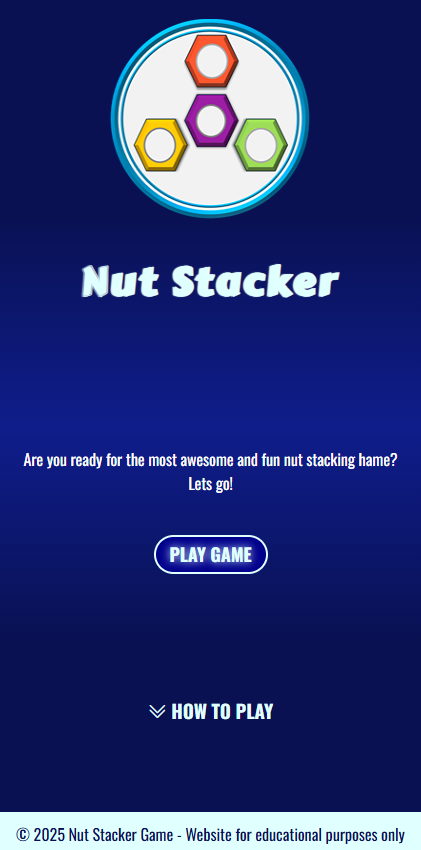 Nut Stacker
Are you ready for the most awesome and fun nut stacking hame?
Lets go!
PLAY GAME
HOW TO PLAY
© 2025 Nut Stacker Game - Website for educational purposes only